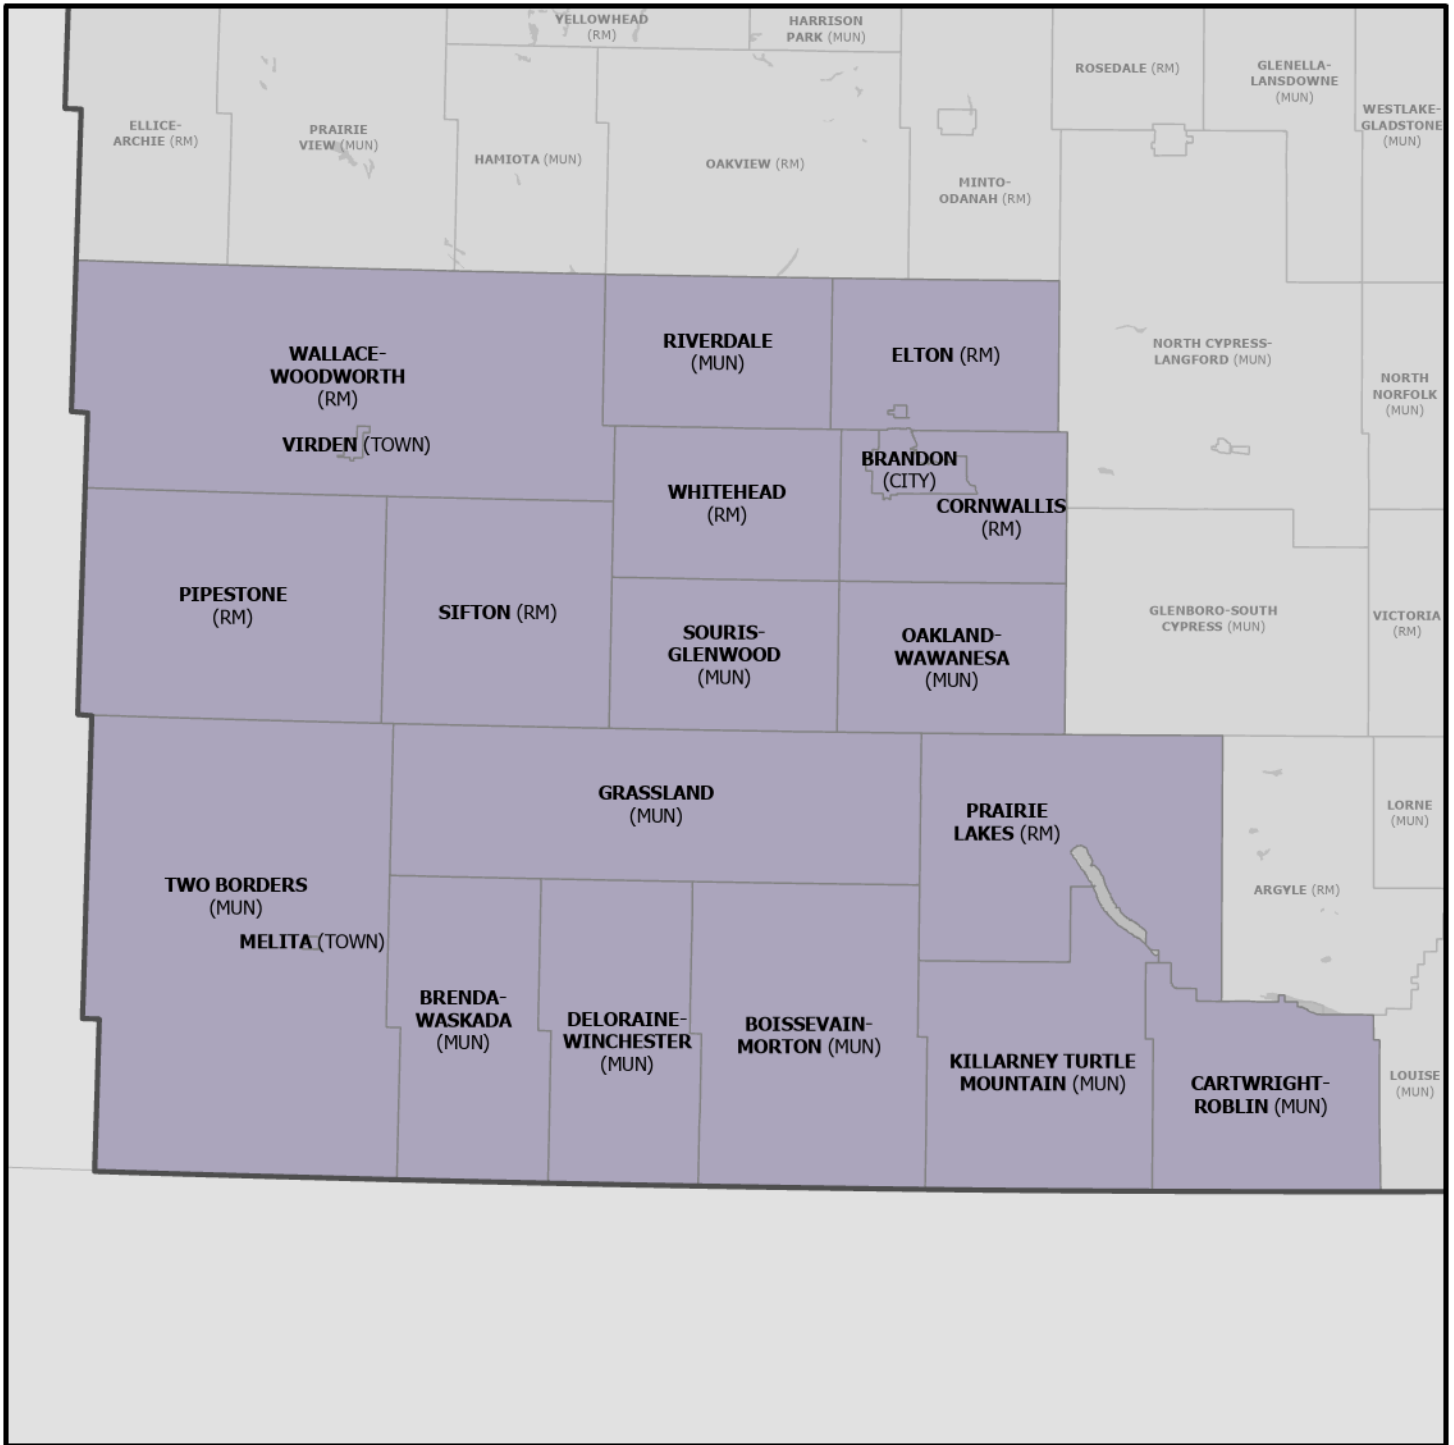 YELLOWHEAD
(RM)
HARRISON
PARK (MUN)
ROSEDALE (RM)
GLENELLA-
LANSDOWNE
(MUN)
WESTLAKE-
GLADSTONE
(MUN)
ELLICE-
ARCHIE (RM)
PRAIRIE
VIEW (MUN)
HAMIOTA (MUN)
OAKVIEW (RM)
MINTO-
ODANAH (RM)
WALLACE-
WOODWORTH
(RM)
RIVERDALE
(MUN)
ELTON (RM)
NORTH CYPRESS-
LANGFORD (MUN)
NORTH
NORFOLK
(MUN)
VIRDEN (TOWN)
BRANDON
(CITY)
WHITEHEAD
(RM)
CORNWALLIS
(RM)
PIPESTONE
(RM)
SIFTON (RM)
SOURIS-
GLENWOOD
(MUN)
OAKLAND-
WAWANESA
(MUN)
GLENBORO-SOUTH
CYPRESS (MUN)
VICTORIA
(RM)
GRASSLAND
(MUN)
PRAIRIE
LAKES (RM)
LORNE
(MUN)
TWO BORDERS
(MUN)
ARGYLE (RM)
MELITA (TOWN)
BRENDA-
WASKADA
(MUN)
DELORAINE-
WINCHESTER
(MUN)
BOISSEVAIN-
MORTON (MUN)
KILLARNEY TURTLE
MOUNTAIN (MUN)
CARTWRIGHT-
ROBLIN (MUN)
LOUISE
(MUN)